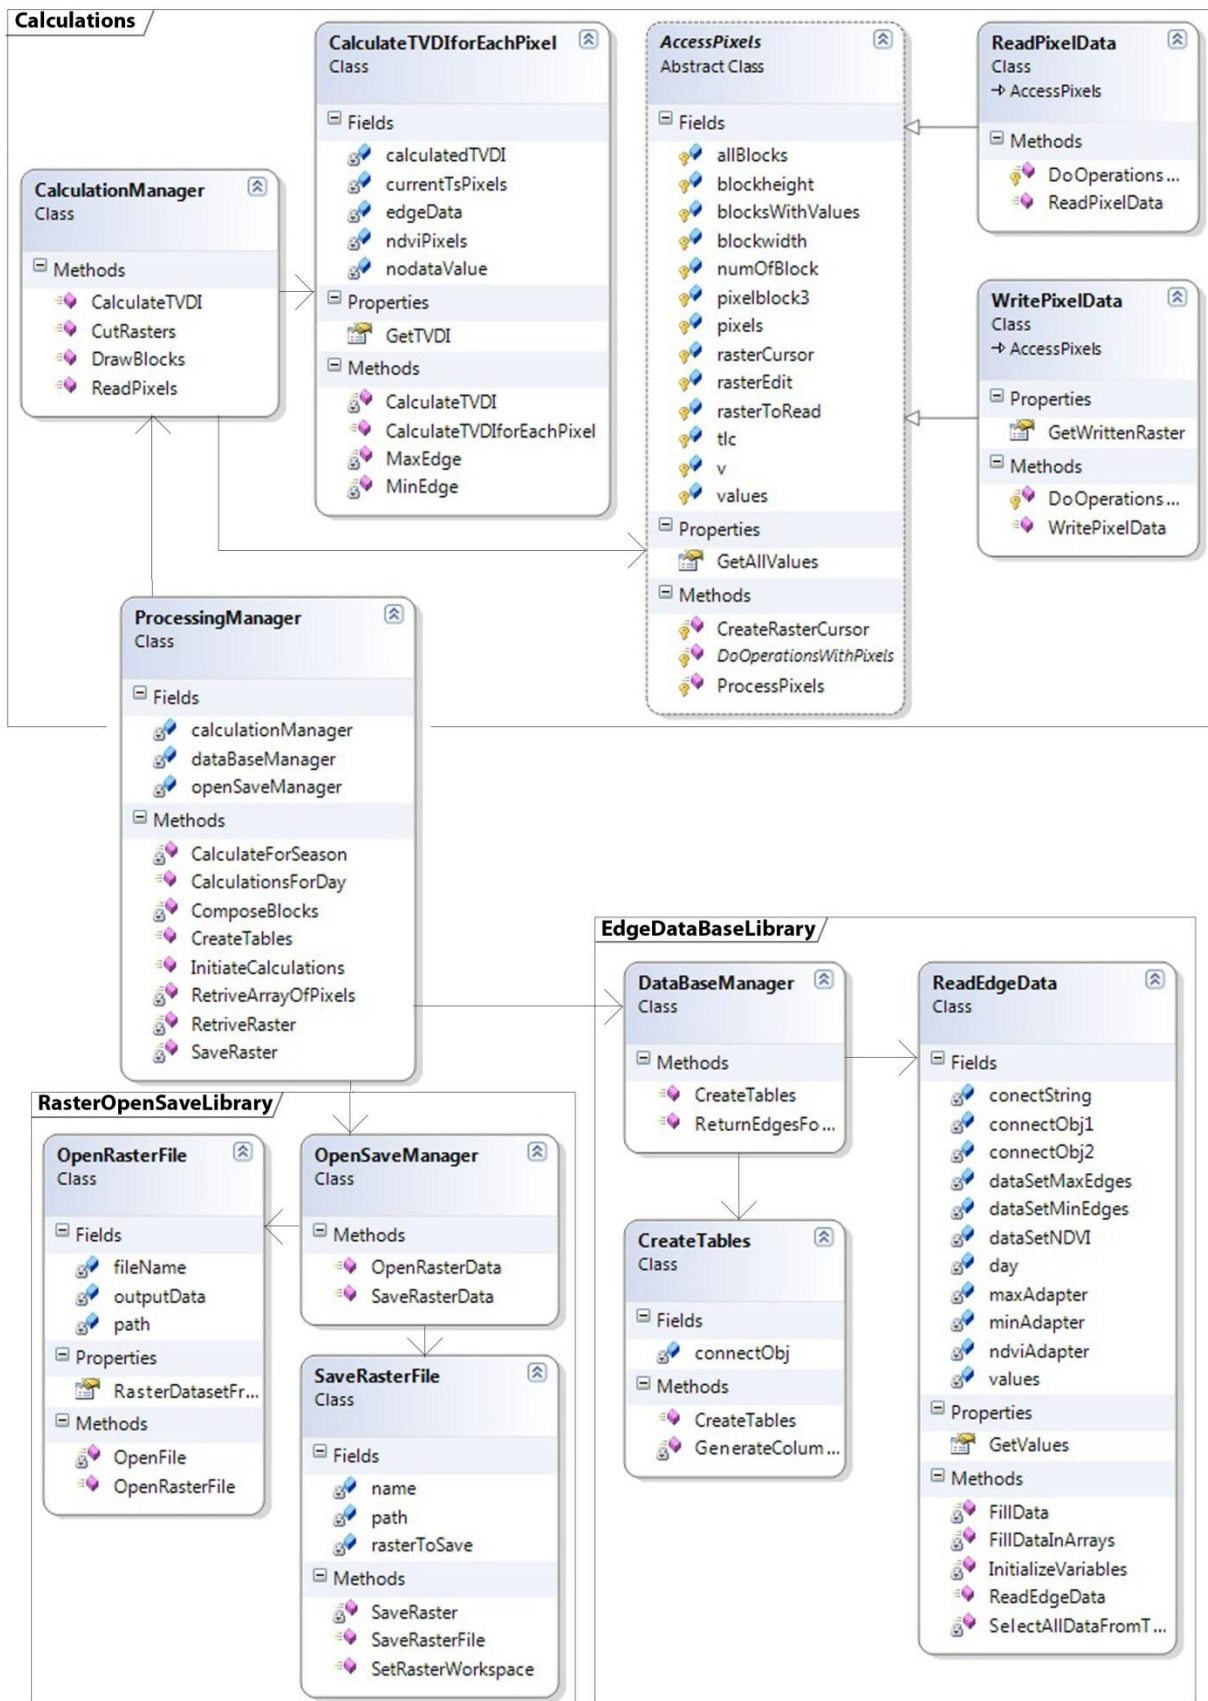 Calculations
CalculationManager
Class
Methods
CalculateTVDI
CutRasters
DrawBlocks
ReadPixels
CalculateTVDIforEachPixel
Class
Fields
calculatedTVDI
currentTsPixels
edgeData
ndviPixels
nodataValue
Properties
GetTVDI
Methods
CalculateTVDI
CalculateTVDIforEachPixel
MaxEdge
MinEdge
AccessPixels
Abstract Class
Fields
allBlocks
blockheight
blocksWithValues
blockwidth
numOfBlock
pixelblock3
pixels
rasterCursor
rasterEdit
rasterToRead
tlc
v
values
Properties
GetAllValues
Methods
CreateRasterCursor
DoOperationsWithPixels
ProcessPixels
ReadPixelData
Class
AccessPixels
Methods
DoOperations ...
ReadPixelData
WritePixelData
Class
AccessPixels
Properties
GetWrittenRaster
Methods
DoOperations ...
WritePixelData
ProcessingManager
Class
Fields
calculationManager
dataBaseManager
openSaveManager
Methods
CalculateForSeason
CalculationsForDay
ComposeBlocks
CreateTables
InitiateCalculations
RetriveArrayOfPixels
RetriveRaster
SaveRaster
RasterOpenSaveLibrary
OpenRasterFile
Class
Fields
fileName
outputData
path
Properties
RasterDatasetFr...
Methods
OpenFile
OpenRasterFile
OpenSaveManager
Class
Methods
OpenRasterData
SaveRasterData
SaveRasterFile
Class
Fields
name
path
rasterToSave
Methods
SaveRaster
SaveRasterFile
SetRasterWorkspace
EdgeDataBaseLibrary
DataBaseManager
Class
Methods
CreateTables
ReturnEdgesFo ...
CreateTables
Class
Fields
connectObj
Methods
CreateTables
GenerateColum ...
ReadEdgeData
Class
Fields
conectString
connectObj1
connectObj2
dataSetMaxEdges
dataSetMinEdges
dataSetNDVI
day
maxAdapter
minAdapter
ndviAdapter
values
Properties
GetValues
Methods
FillData
FillDataInArrays
InitializeVariables
ReadEdgeData
SelectAllDataFromT...